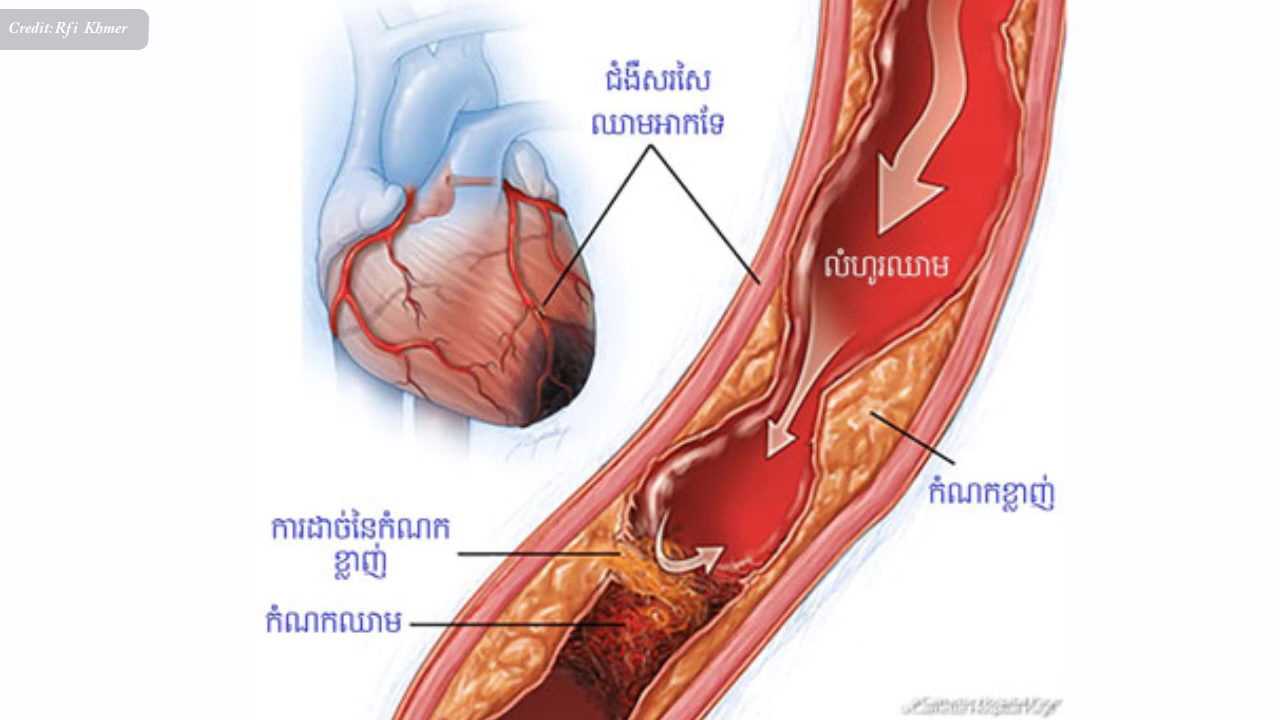 Credit:Rfi Khmer
ជំងឺសរសៃ
ឈាមអាកទែ
លំហូរឈាម
កំណកខ្លាញ់
ការដាច់នៃកំណក
ខ្លាញ់
កំណកឈាម